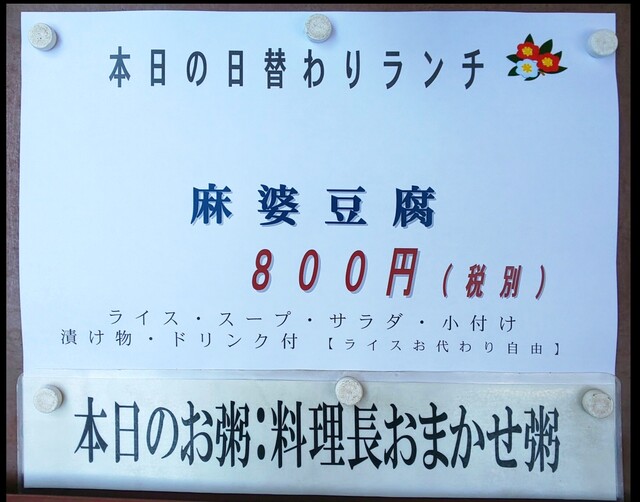 本日の日替わりランチ
麻婆豆腐
800円(税別)
ライス・スープ・サラダ・小付け
漬け物・ドリンク付 【ライスお代わり自由】
本日のお粥:料理長おまかせ粥